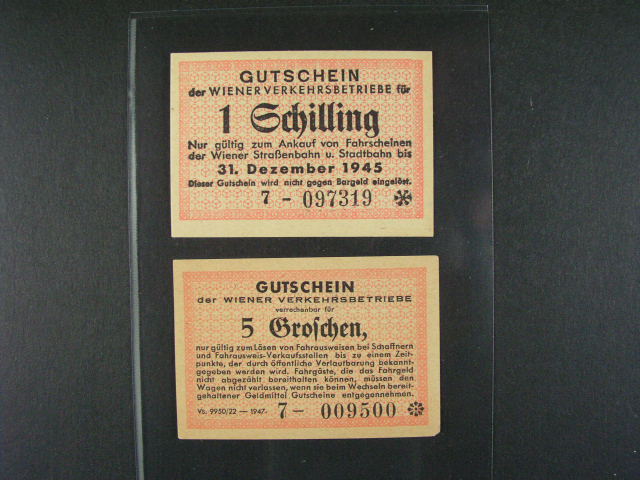 GUTSCHEIN
der WIENER VERKEHRSBETRIEBE für
1 Schilling
Nur gültig zum Ankauf von Fahrscheinen
der Wiener Straßenbahn u. Stadtbahn bis
31. Dezember 1945
Dieser Gutschein wird nicht gegen Bargeld eingelöst.
7 - 097319
GUTSCHEIN
der WIENER VERKEHRSBETRIEBE
verrechenbar für
5 Groschen,
nur gültig zum Lösen von Fahrausweisen bei Schaffnern
und Fahrausweis-Verkaufsstellen bis zu einem Zeit-
punkte, der durch öffentliche Verlautbarung bekannt-
gegeben werden wird. Fahrgäste, die das Fahrgeld
nicht abgezählt bereithalten können, müssen den
Wagen nicht verlassen, wenn sie beim Wechseln bereit-
gehaltener Geldmittel Gutscheine entgegennehmen.
Vs. 9950/22 — 1947. 7 - 009500